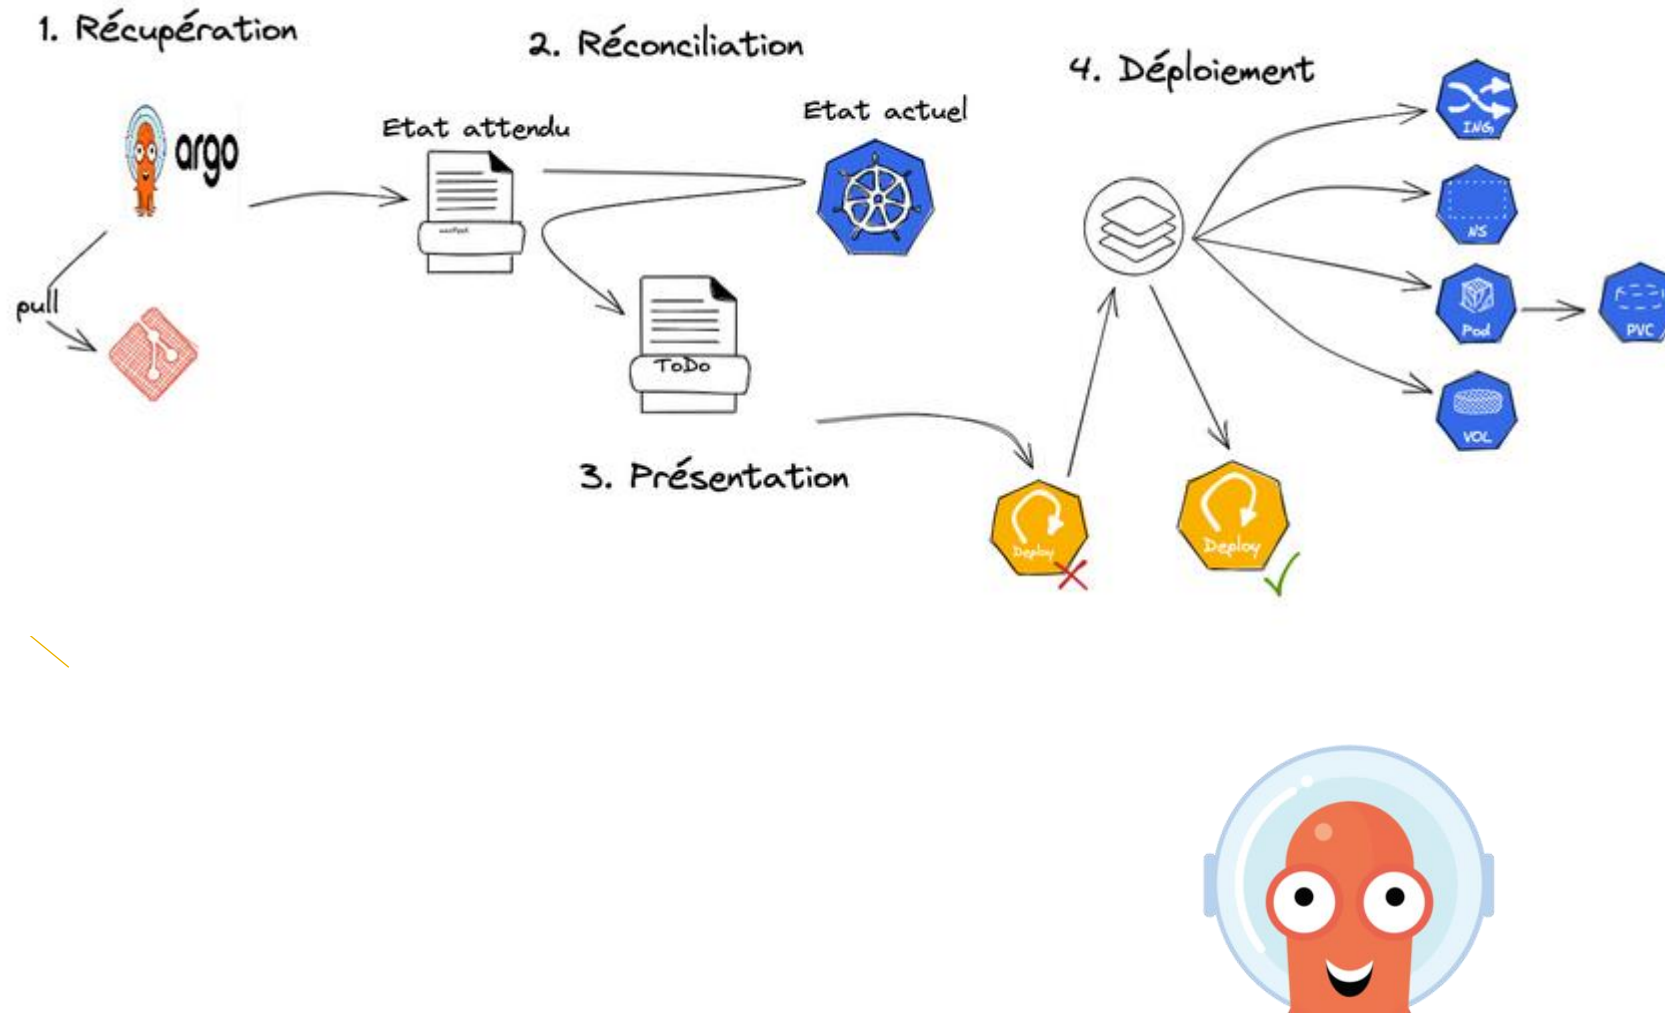 1. Récupération
2. Réconciliation
4. Déploiement
Etat attendu
Etat actuel
argo
pull
ToDo
3. Présentation
Deploy
Deploy
ING
NS
Pod
PVC
VOL